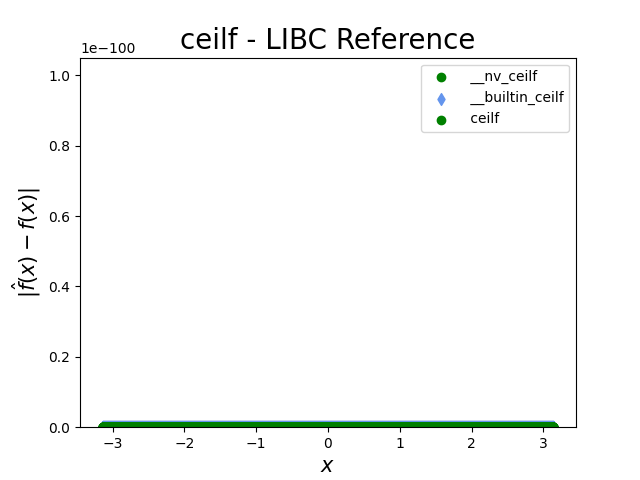 ceilf - LIBC Reference
1e−100
1.0
0.8
0.6
0.4
0.2
0.0
|f̂(x) − f(x)|
__nv_ceilf
__builtin_ceilf
ceilf
−3 −2 −1 0 1 2 3
x